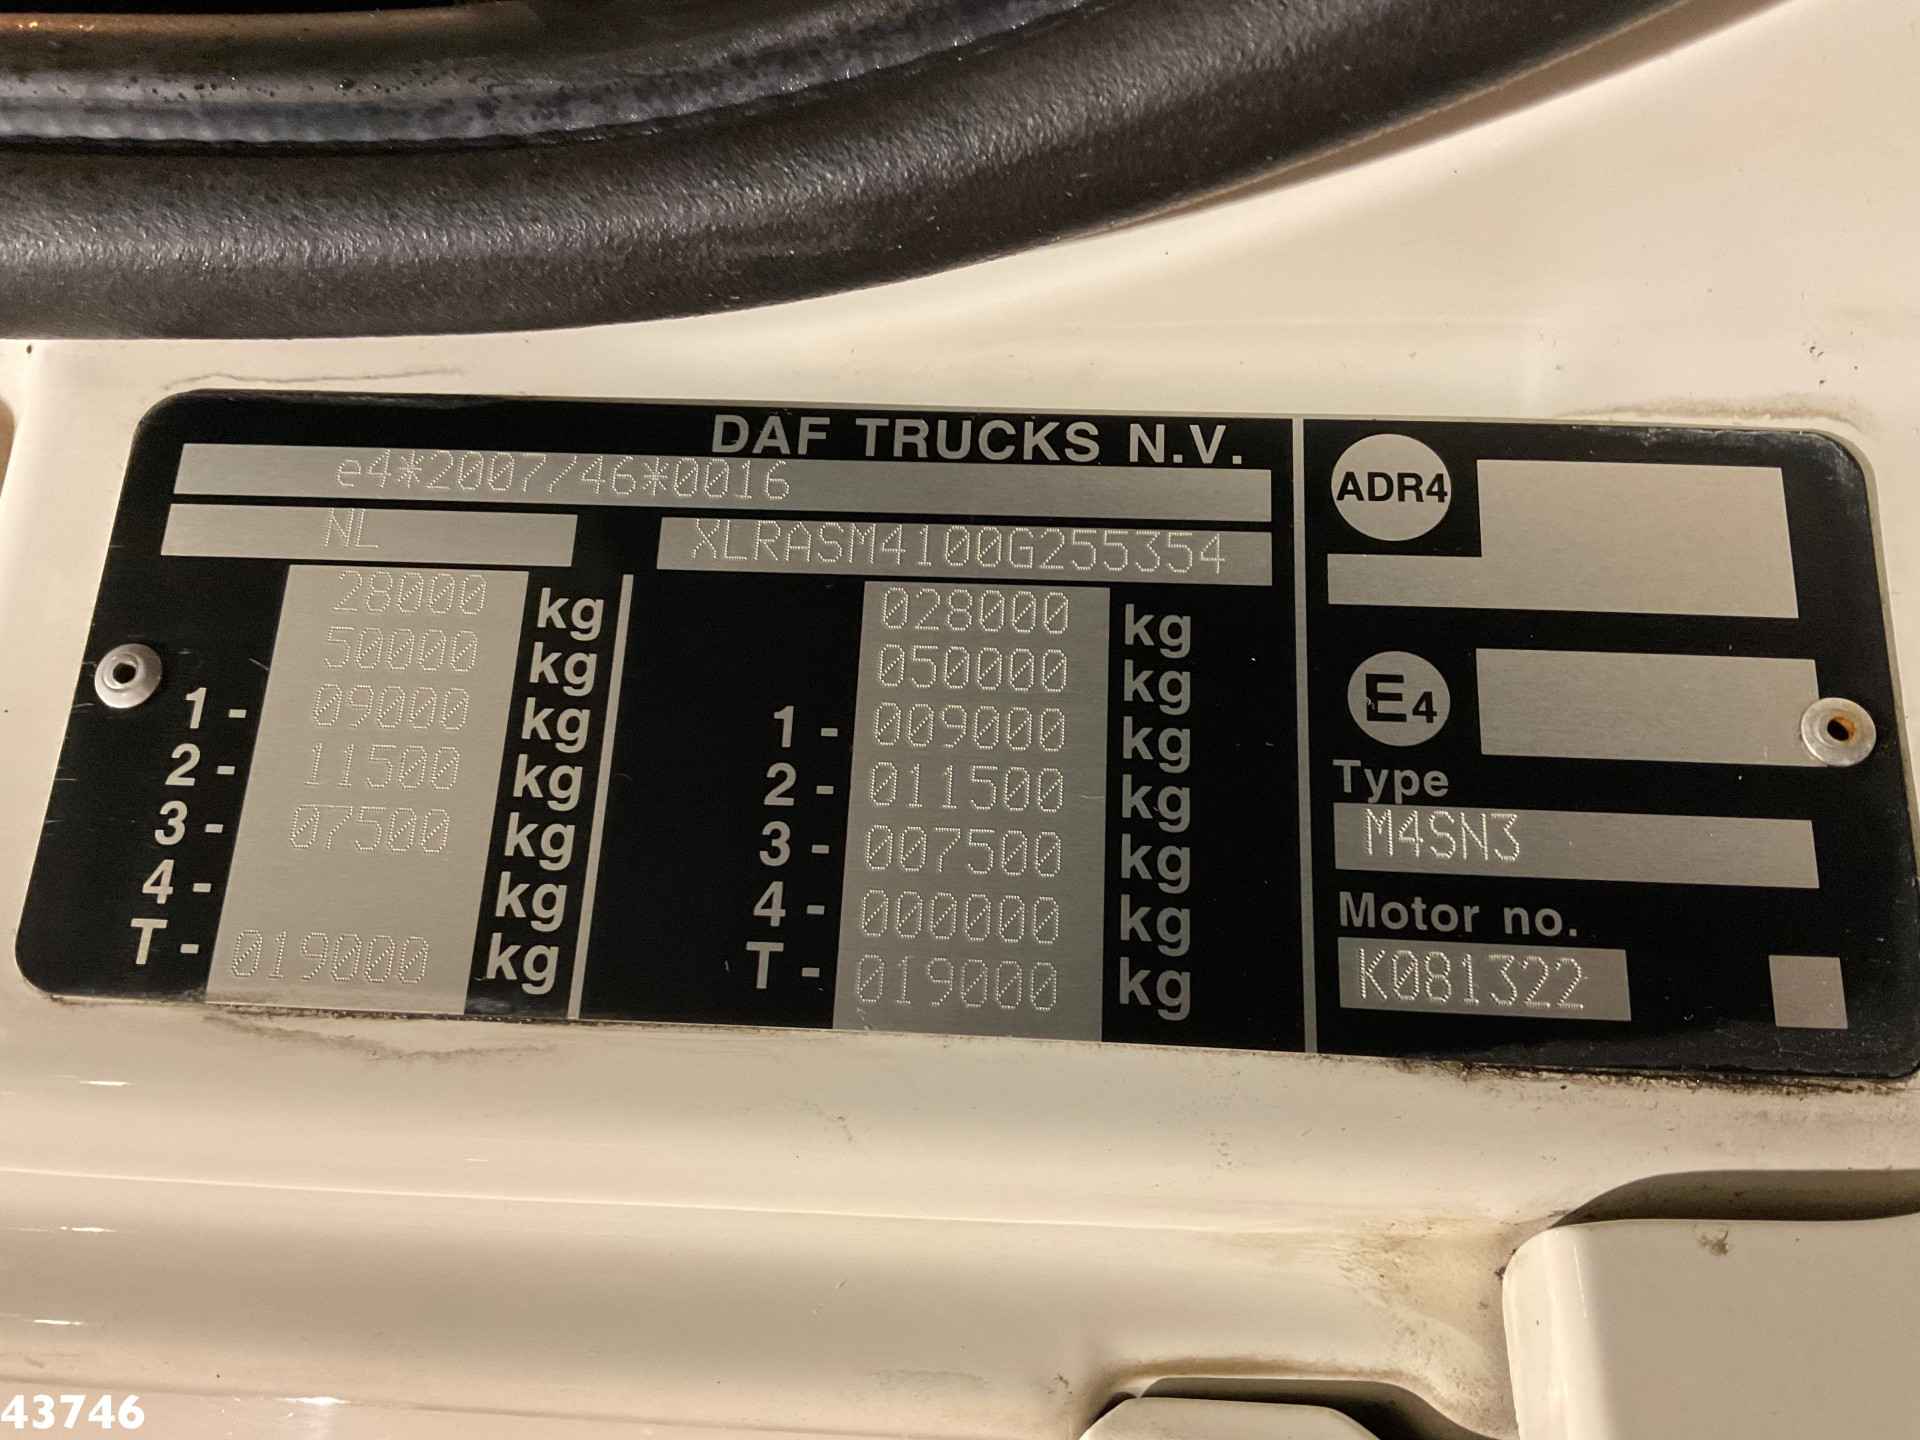 DAF TRUCKS N.V.
e4*2007/46*0016
NL XLRASM4100G255354
28000 kg 028000 kg
50000 kg 050000 kg
1- 09000 kg 1- 009000 kg
2- 11500 kg 2- 011500 kg
3- 07500 kg 3- 007500 kg
4- kg 4- 000000 kg
T- 019000 kg T- 019000 kg
ADR4
E4
Type
M4SN3
Motor no.
K081322
43746